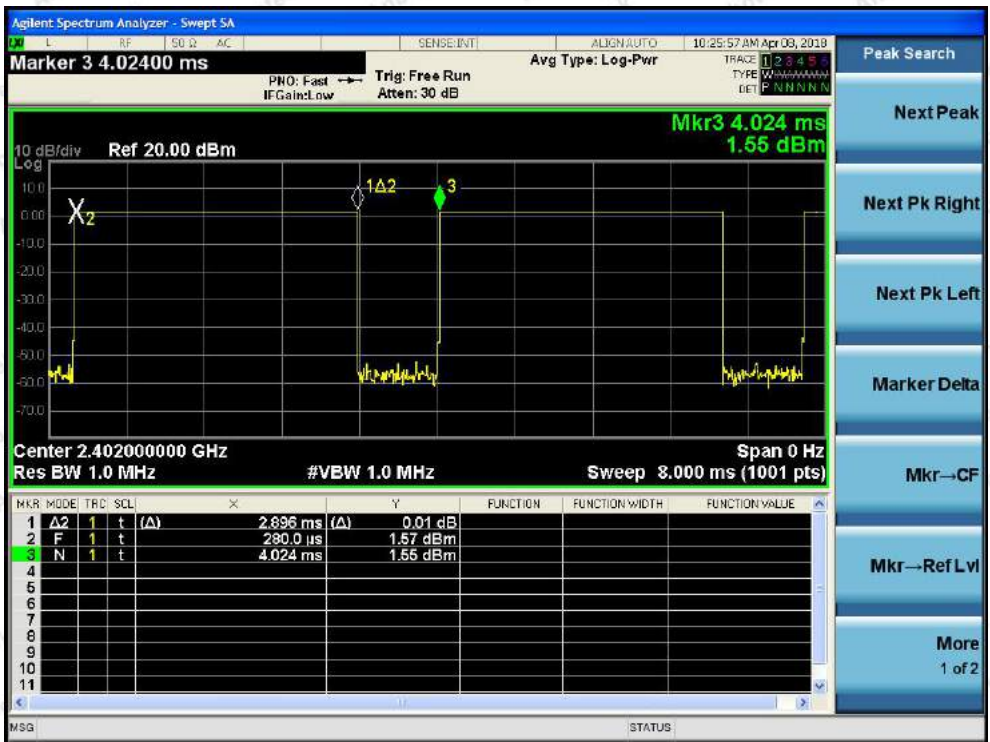 Agilent Spectrum Analyzer - Swept SA
LXI L RF 50 Ω AC SENSE:INT ALIGN AUTO 10:25:57 AM Apr 03, 2018
Marker 3 4.02400 ms
PNO: Fast
IFGain:Low
Trig: Free Run
Atten: 30 dB
Avg Type: Log-Pwr
TRACE 1 2 3 4 5 6
TYPE W
DET P N N N N N
Peak Search
Mkr3 4.024 ms
1.55 dBm
10 dB/div Ref 20.00 dBm
Log
10.0
0.00
-10.0
-20.0
-30.0
-40.0
-50.0
-60.0
-70.0
X2
1Δ2
3
Center 2.402000000 GHz Span 0 Hz
Res BW 1.0 MHz #VBW 1.0 MHz Sweep 8.000 ms (1001 pts)
MKR MODE TRC SCL X Y FUNCTION FUNCTION WIDTH FUNCTION VALUE
1 Δ2 1 t (Δ) 2.896 ms (Δ) 0.01 dB
2 F 1 t 280.0 µs 1.57 dBm
3 N 1 t 4.024 ms 1.55 dBm
4
5
6
7
8
9
10
11
MSG STATUS
Next Peak
Next Pk Right
Next Pk Left
Marker Delta
Mkr→CF
Mkr→Ref Lvl
More
1 of 2